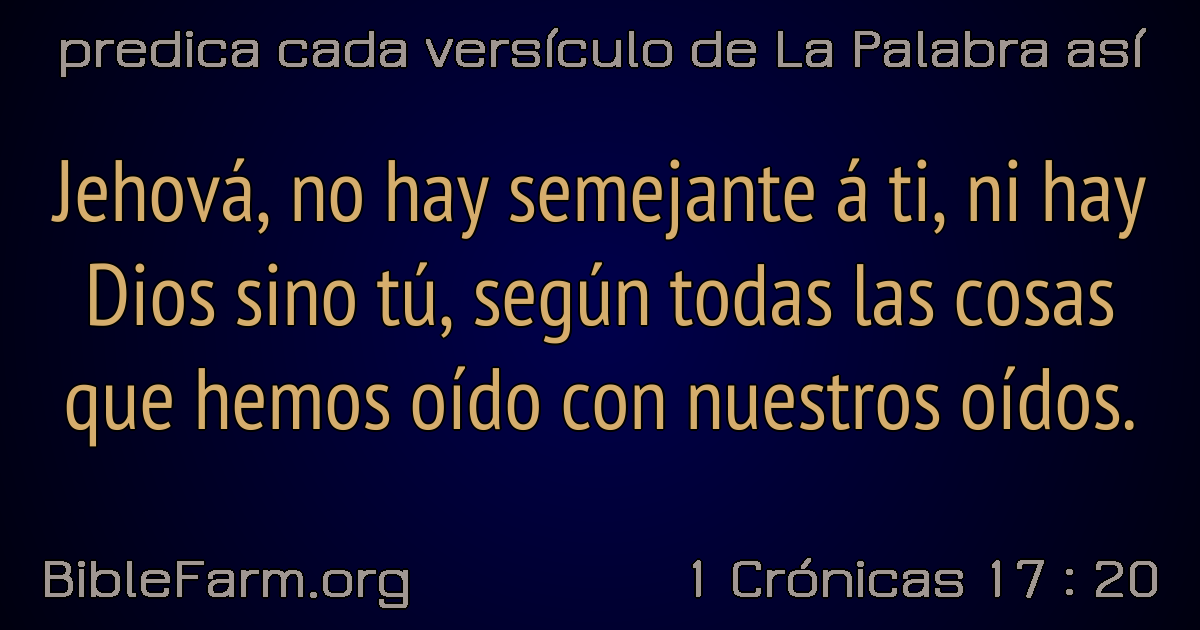 predica cada versículo de La Palabra así
Jehová, no hay semejante á ti, ni hay
Dios sino tú, según todas las cosas
que hemos oído con nuestros oídos.
BibleFarm.org
1 Crónicas 17 : 20